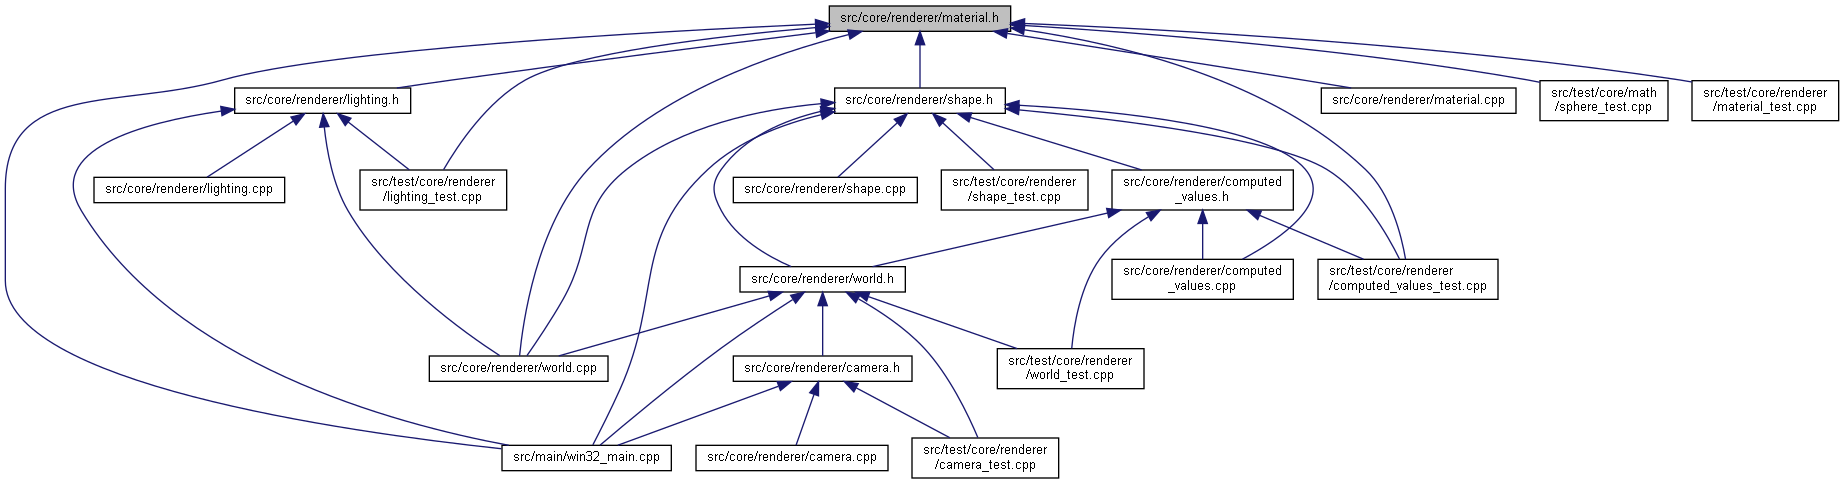 src/core/renderer/material.h
src/core/renderer/lighting.h
src/core/renderer/shape.h
src/core/renderer/material.cpp
src/test/core/math
/sphere_test.cpp
src/test/core/renderer
/material_test.cpp
src/core/renderer/lighting.cpp
src/test/core/renderer
/lighting_test.cpp
src/core/renderer/shape.cpp
src/test/core/renderer
/shape_test.cpp
src/core/renderer/computed
_values.h
src/core/renderer/world.h
src/core/renderer/computed
_values.cpp
src/test/core/renderer
/computed_values_test.cpp
src/core/renderer/world.cpp
src/core/renderer/camera.h
src/test/core/renderer
/world_test.cpp
src/main/win32_main.cpp
src/core/renderer/camera.cpp
src/test/core/renderer
/camera_test.cpp